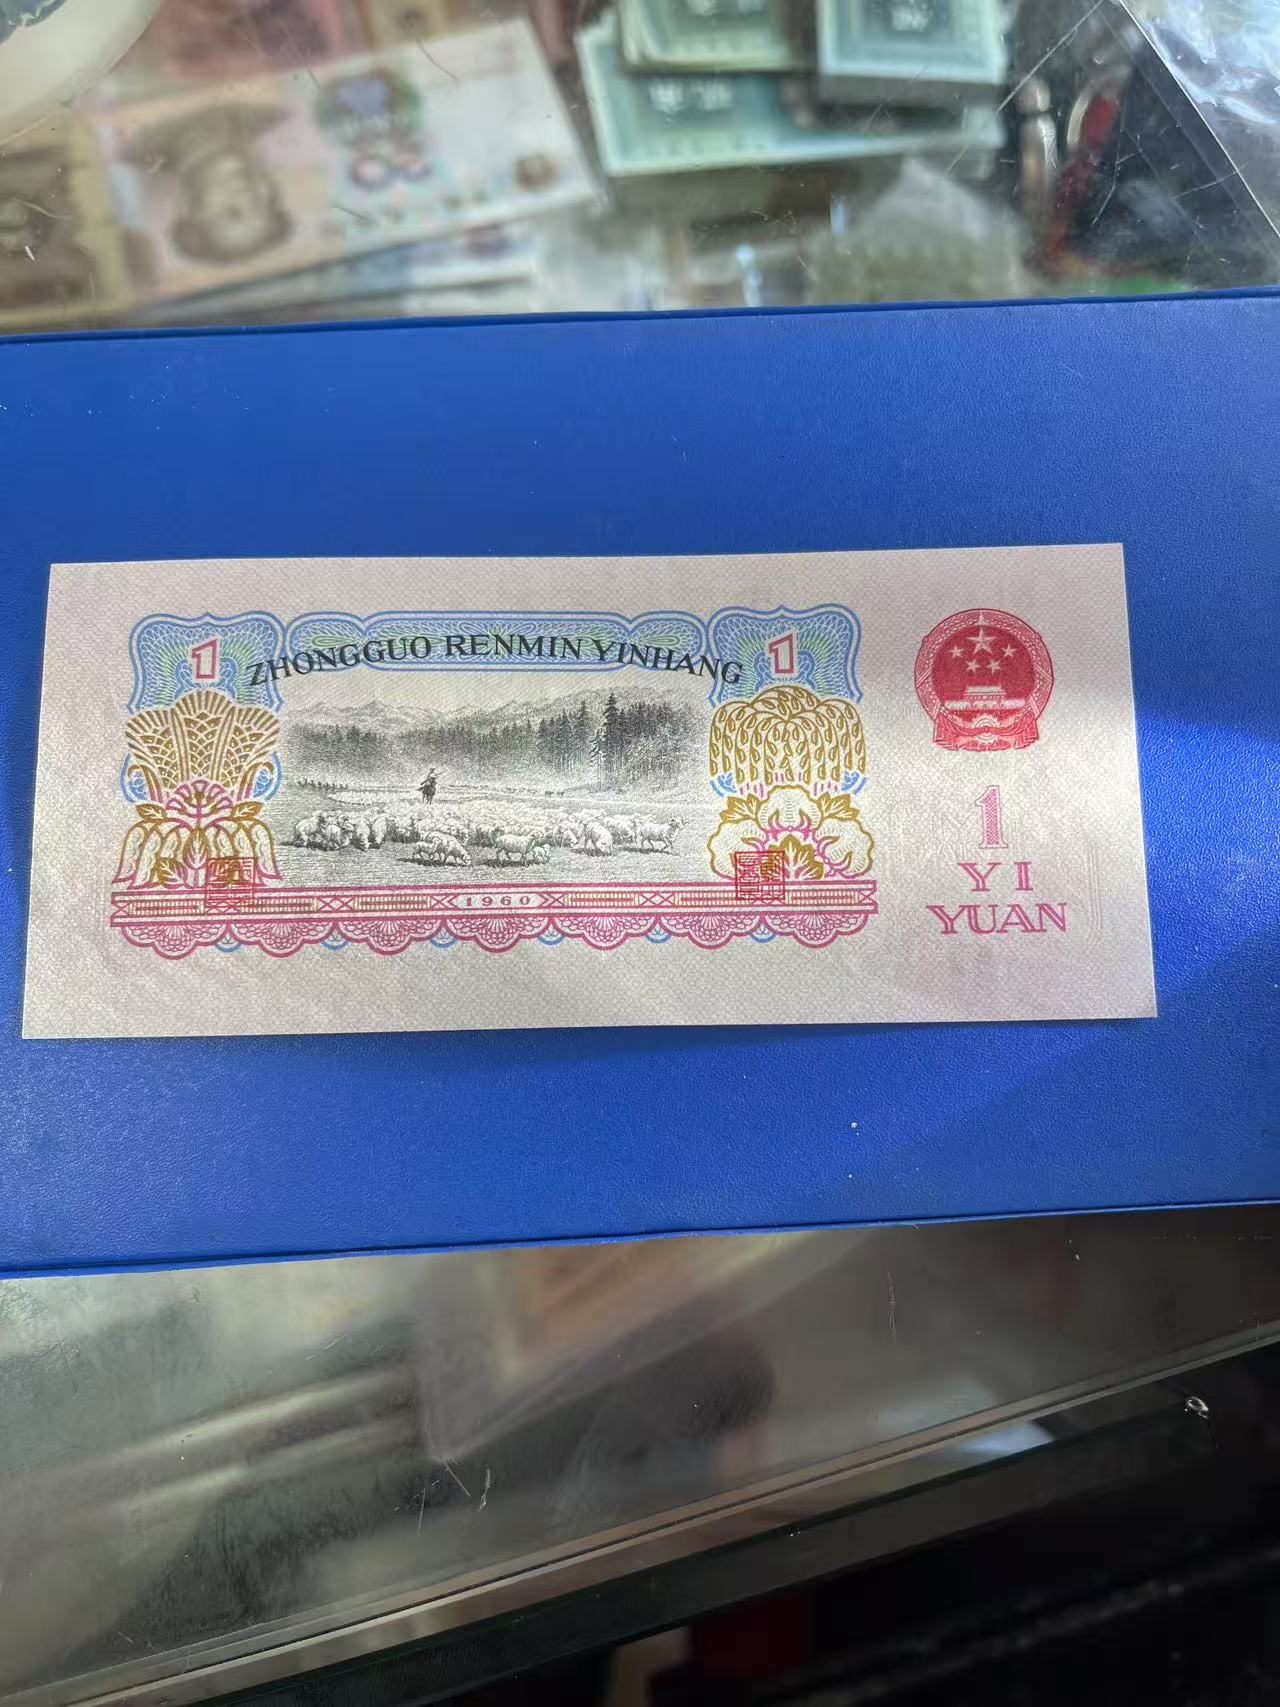 1
ZHONGGUO RENMIN YINHANG
1
1960
1
YI
YUAN